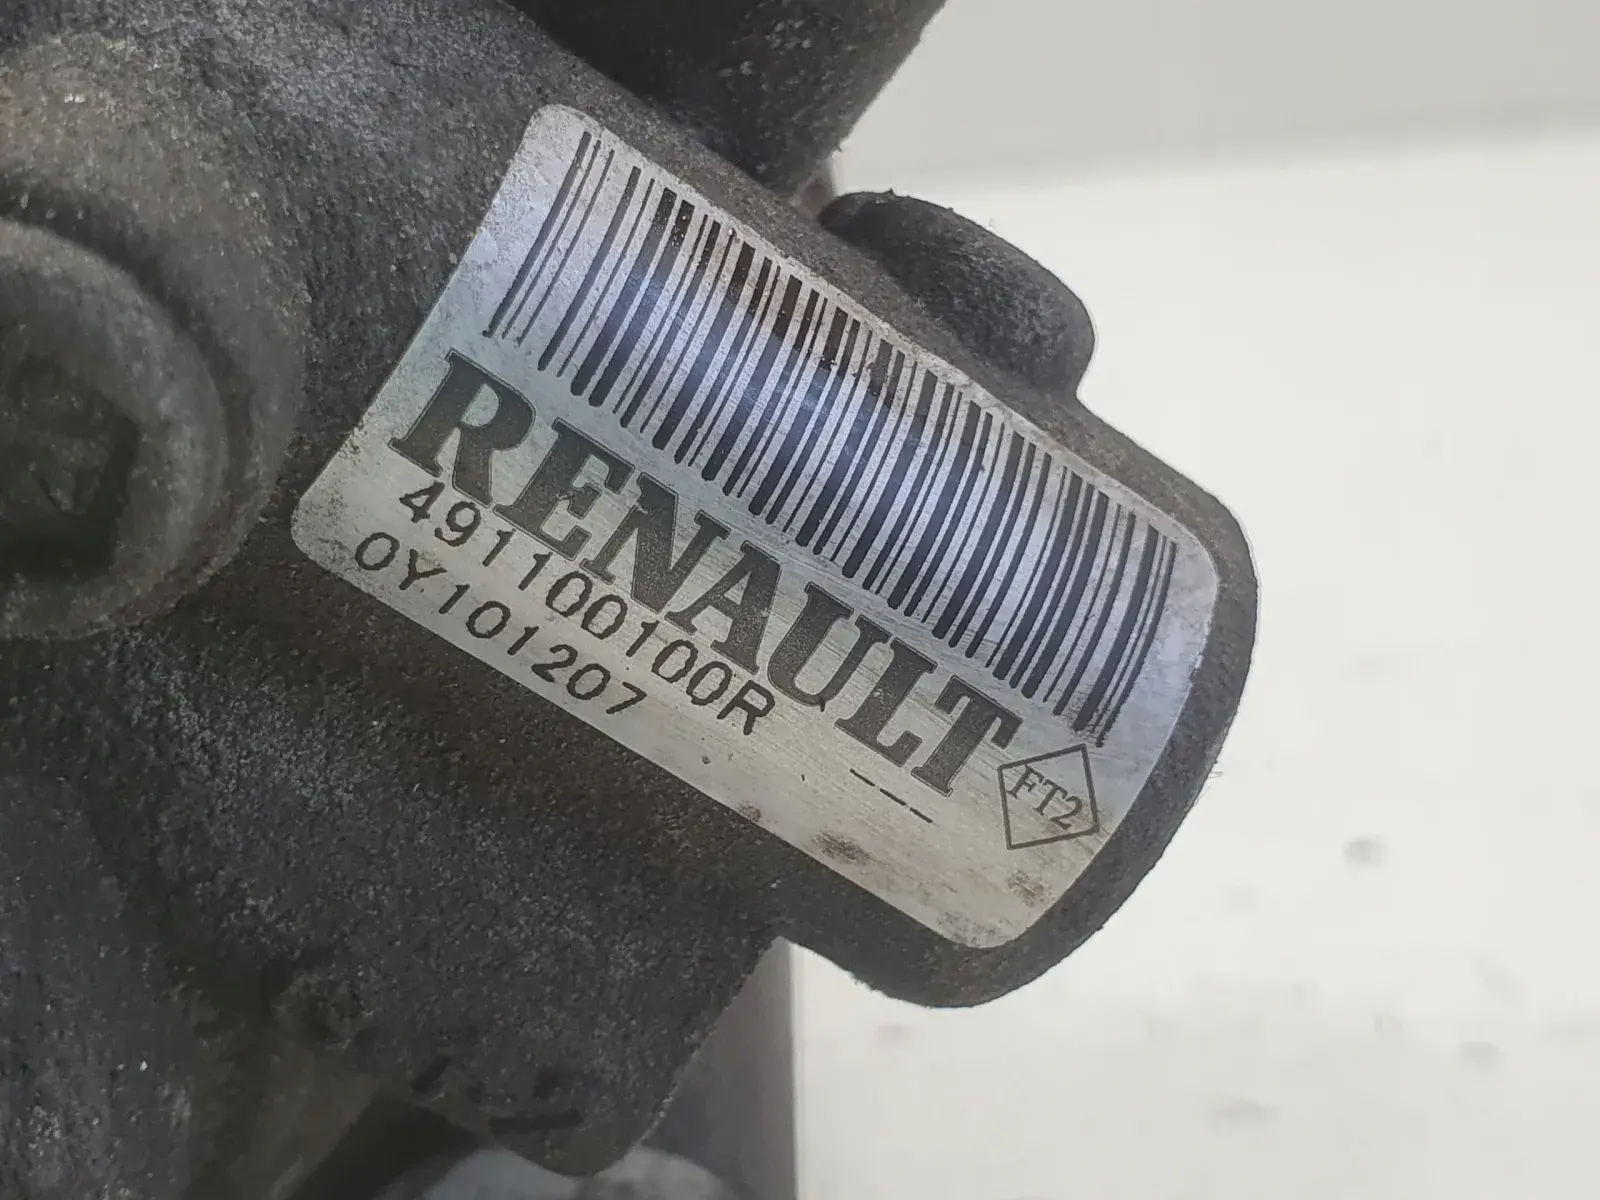 RENAULT
491100100R
0Y101207 ---
FT2